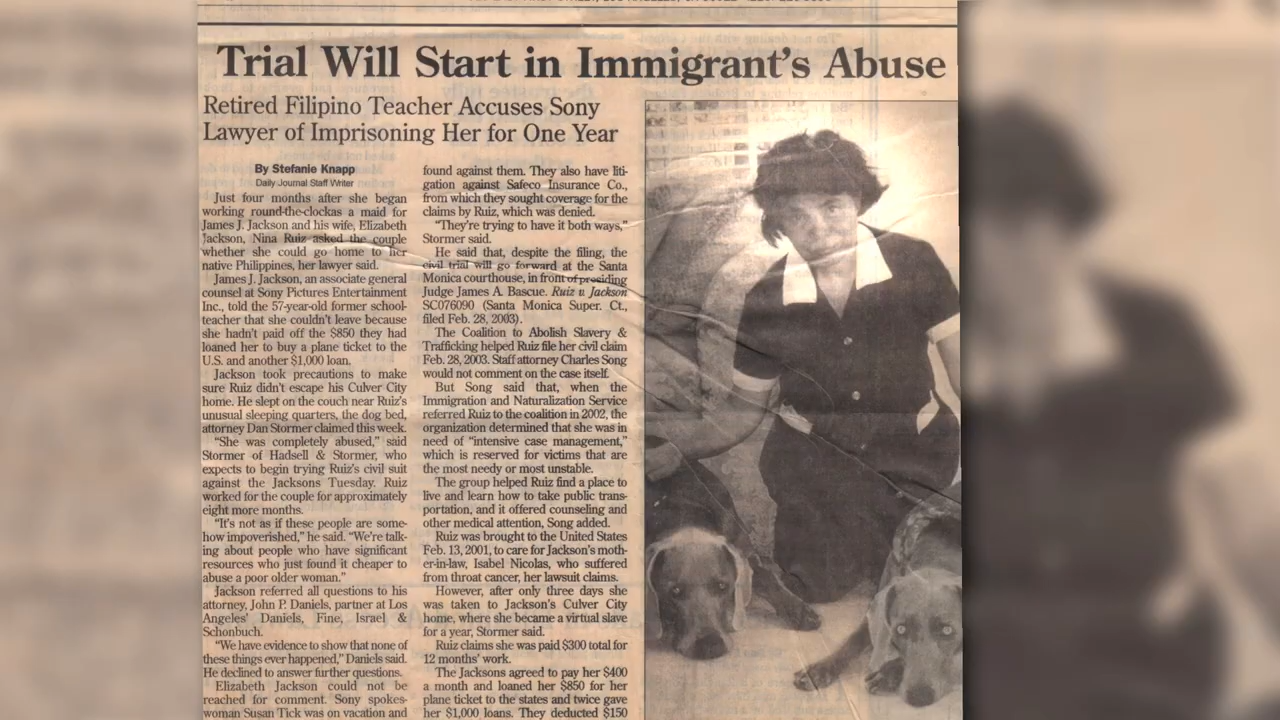 Trial Will Start in Immigrant's Abuse
Retired Filipino Teacher Accuses Sony
Lawyer of Imprisoning Her for One Year
By Stefanie Knapp
Daily Journal Staff Writer
Just four months after she began
working round-the-clockas a maid for
James J. Jackson and his wife, Elizabeth
Jackson, Nina Ruiz asked the couple
whether she could go home to her
native Philippines, her lawyer said.
James J. Jackson, an associate general
counsel at Sony Pictures Entertainment
Inc., told the 57-year-old former school-
teacher that she couldn't leave because
she hadn't paid off the $850 they had
loaned her to buy a plane ticket to the
U.S. and another $1,000 loan.
Jackson took precautions to make
sure Ruiz didn't escape his Culver City
home. He slept on the couch near Ruiz's
unusual sleeping quarters, the dog bed,
attorney Dan Stormer claimed this week.
"She was completely abused," said
Stormer of Hadsell & Stormer, who
expects to begin trying Ruiz's civil suit
against the Jacksons Tuesday. Ruiz
worked for the couple for approximately
eight more months.
"It's not as if these people are some-
how impoverished," he said. "We're talk-
ing about people who have significant
resources who just found it cheaper to
abuse a poor older woman."
Jackson referred all questions to his
attorney, John P. Daniels, partner at Los
Angeles' Daniels, Fine, Israel &
Schonbuch.
"We have evidence to show that none of
these things ever happened," Daniels said.
He declined to answer further questions.
Elizabeth Jackson could not be
reached for comment. Sony spokes-
woman Susan Tick was on vacation and
found against them. They also have liti-
gation against Safeco Insurance Co.,
from which they sought coverage for the
claims by Ruiz, which was denied.
"They're trying to have it both ways,"
Stormer said.
He said that, despite the filing, the
civil trial will go forward at the Santa
Monica courthouse, in front of presiding
Judge James A. Bascue. Ruiz v. Jackson
SC076090 (Santa Monica Super. Ct.,
filed Feb. 28, 2003).
The Coalition to Abolish Slavery &
Trafficking helped Ruiz file her civil claim
Feb. 28, 2003. Staff attorney Charles Song
would not comment on the case itself.
But Song said that, when the
Immigration and Naturalization Service
referred Ruiz to the coalition in 2002, the
organization determined that she was in
need of "intensive case management,"
which is reserved for victims that are
the most needy or most unstable.
The group helped Ruiz find a place to
live and learn how to take public trans-
portation, and it offered counseling and
other medical attention, Song added.
Ruiz was brought to the United States
Feb. 13, 2001, to care for Jackson's moth-
er-in-law, Isabel Nicolas, who suffered
from throat cancer, her lawsuit claims.
However, after only three days she
was taken to Jackson's Culver City
home, where she became a virtual slave
for a year, Stormer said.
Ruiz claims she was paid $300 total for
12 months' work.
The Jacksons agreed to pay her $400
a month and loaned her $850 for her
plane ticket to the states and twice gave
her $1,000 loans. They deducted $150